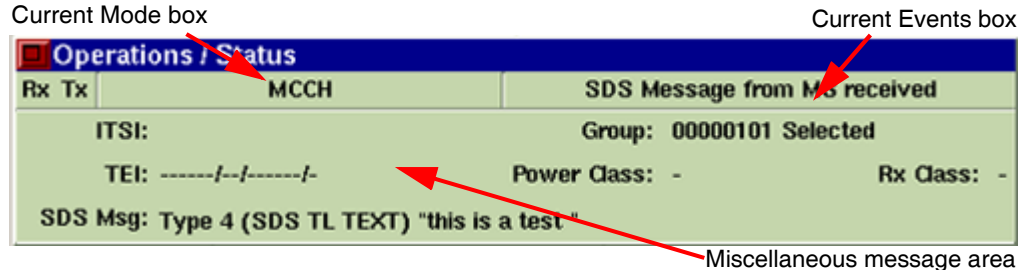 Current Mode box
Current Events box
Operations / Status
Rx Tx MCCH SDS Message from MS received
ITSI: Group: 00000101 Selected
TEI: ------/--/------/- Power Class: - Rx Class: -
SDS Msg: Type 4 (SDS TL TEXT) "this is a test "
Miscellaneous message area